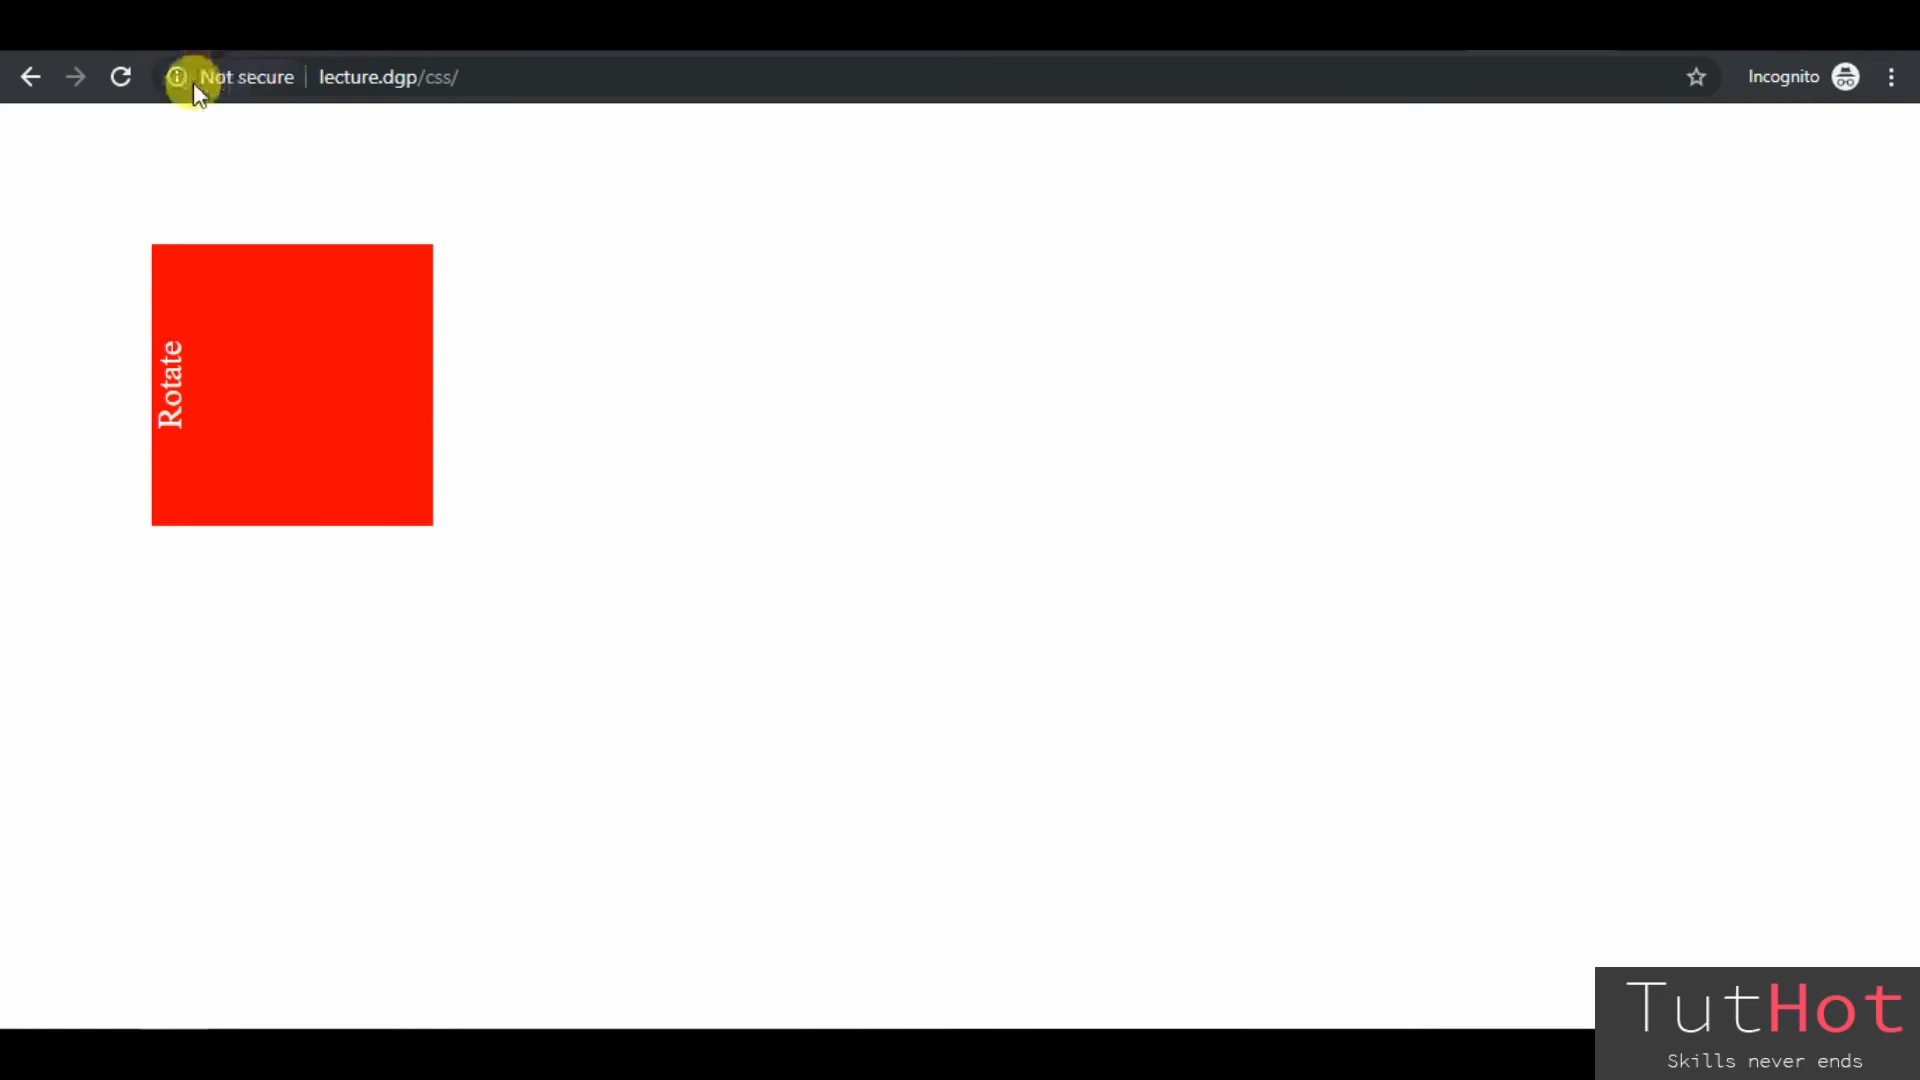 Not secure | lecture.dgp/css/
Incognito
Rotate
TutHot
Skills never ends